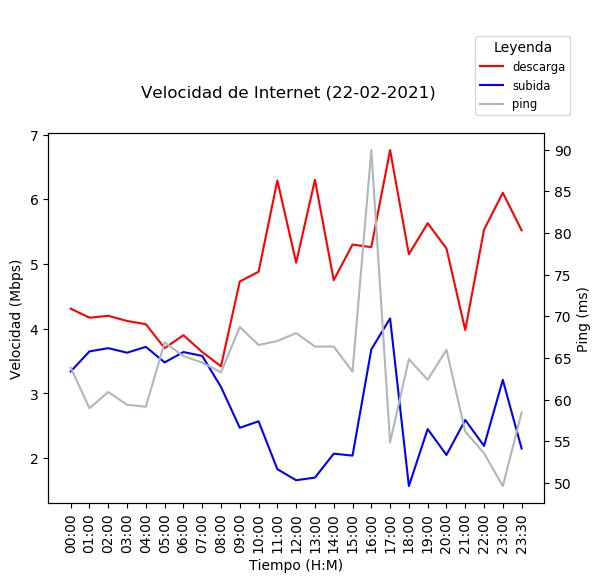 Leyenda
descarga
subida
ping
Velocidad de Internet (22-02-2021)
Velocidad (Mbps)
7
6
5
4
3
2
90
85
80
75
70
65
60
55
50
Ping (ms)
00:00 01:00 02:00 03:00 04:00 05:00 06:00 07:00 08:00 09:00 10:00 11:00 12:00 13:00 14:00 15:00 16:00 17:00 18:00 19:00 20:00 21:00 22:00 23:00 23:30
Tiempo (H:M)